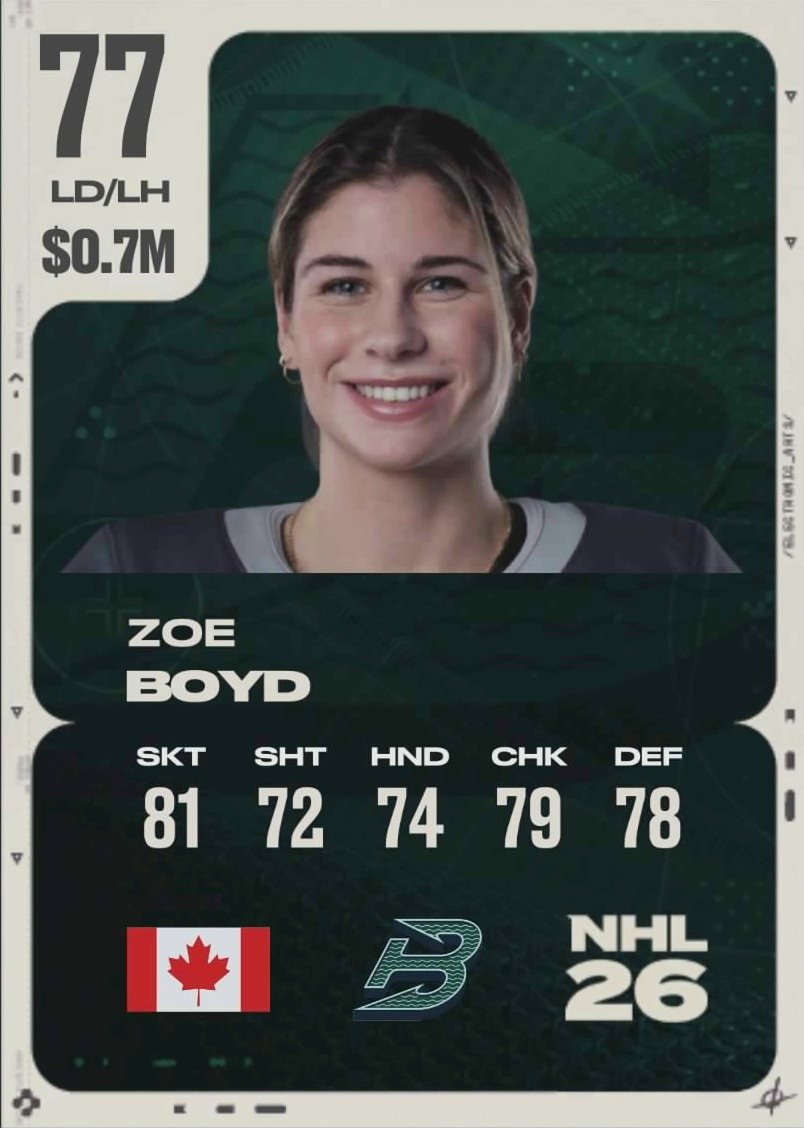 77
LD/LH
$0.7M
ZOE
BOYD
SKT SHT HND CHK DEF
81 72 74 79 78
B
NHL
26
/ELECTRONIC_ARTS/